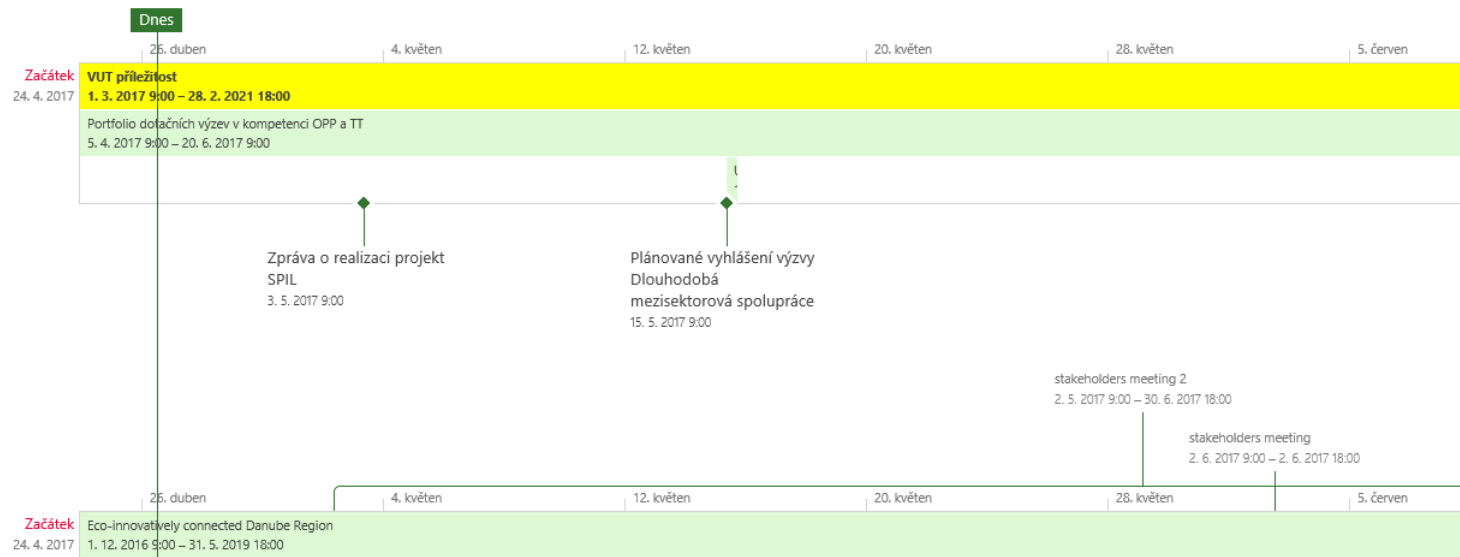 Dnes
26. duben 4. květen 12. květen 20. květen 28. květen 5. červen
Začátek
24. 4. 2017
VUT příležitost
1. 3. 2017 9:00 – 28. 2. 2021 18:00
Portfolio dotačních výzev v kompetenci OPP a TT
5. 4. 2017 9:00 – 20. 6. 2017 9:00
Zpráva o realizaci projekt
SPIL
3. 5. 2017 9:00
Plánované vyhlášení výzvy
Dlouhodobá
mezisektorová spolupráce
15. 5. 2017 9:00
stakeholders meeting 2
2. 5. 2017 9:00 – 30. 6. 2017 18:00
stakeholders meeting
2. 6. 2017 9:00 – 2. 6. 2017 18:00
26. duben 4. květen 12. květen 20. květen 28. květen 5. červen
Začátek
24. 4. 2017
Eco-innovatively connected Danube Region
1. 12. 2016 9:00 – 31. 5. 2019 18:00